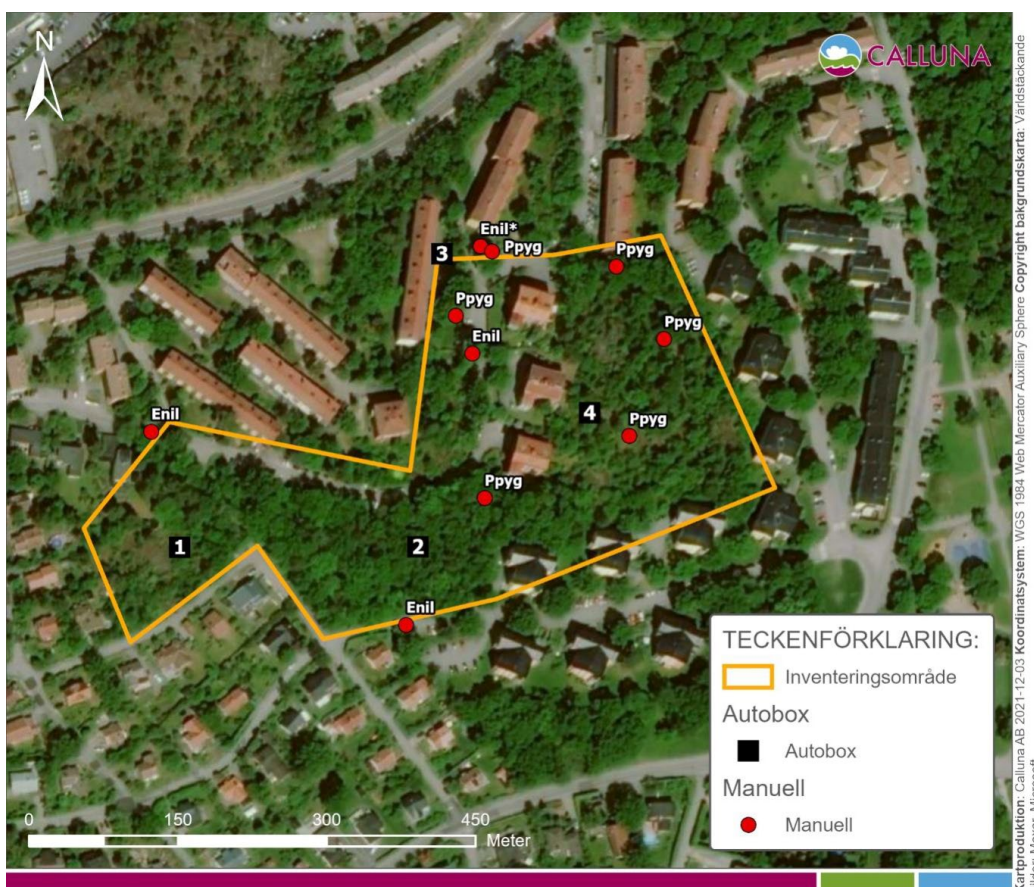 N
CALLUNA
Enil*
3
Ppyg
Ppyg
Ppyg
Enil
Ppyg
Enil
4
Ppyg
Ppyg
1
2
Enil
TECKENFÖRKLARING:
Inventeringsområde
Autobox
Autobox
Manuell
Manuell
0 150 300 450
Meter
Kartproduktion: Calluna AB 2021-12-03 Koordinatsystem: WGS 1984 Web Mercator Auxiliary Sphere Copyright bakgrundskarta: Världstäckande
Maxar, Microsoft